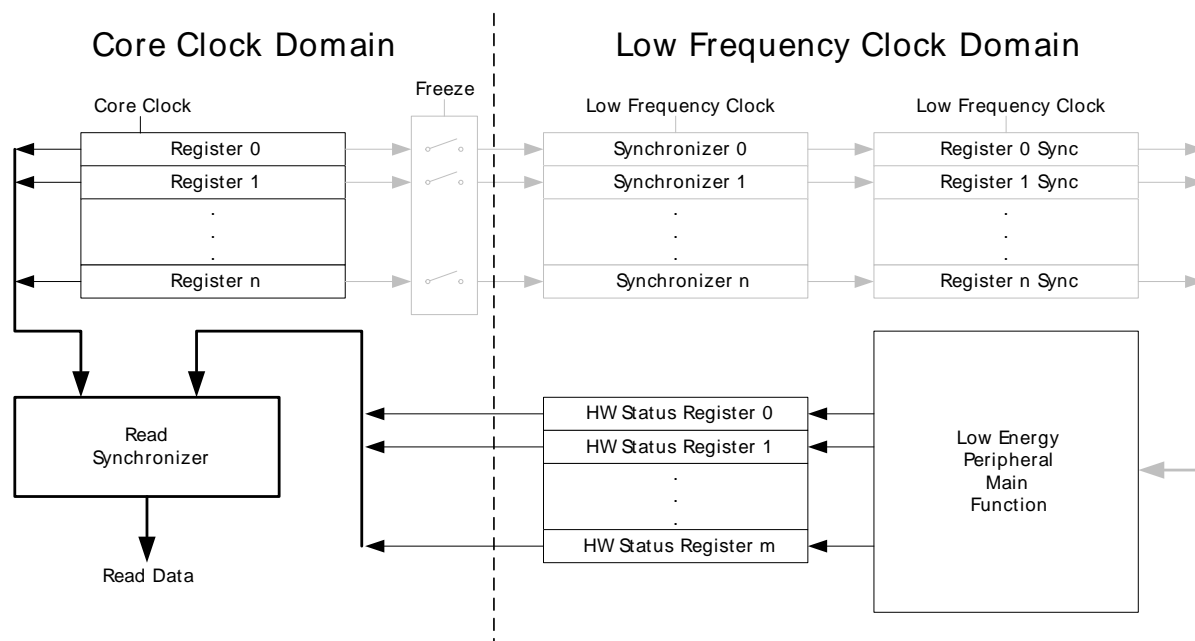 Core Clock Domain
Low Frequency Clock Domain
Freeze
Core Clock
Low Frequency Clock
Low Frequency Clock
Register 0
Synchronizer 0
Register 0 Sync
Register 1
Synchronizer 1
Register 1 Sync
.
.
.
.
.
.
.
.
.
Register n
Synchronizer n
Register n Sync
Read
Synchronizer
Read Data
HW Status Register 0
HW Status Register 1
.
.
.
HW Status Register m
Low Energy
Peripheral
Main
Function